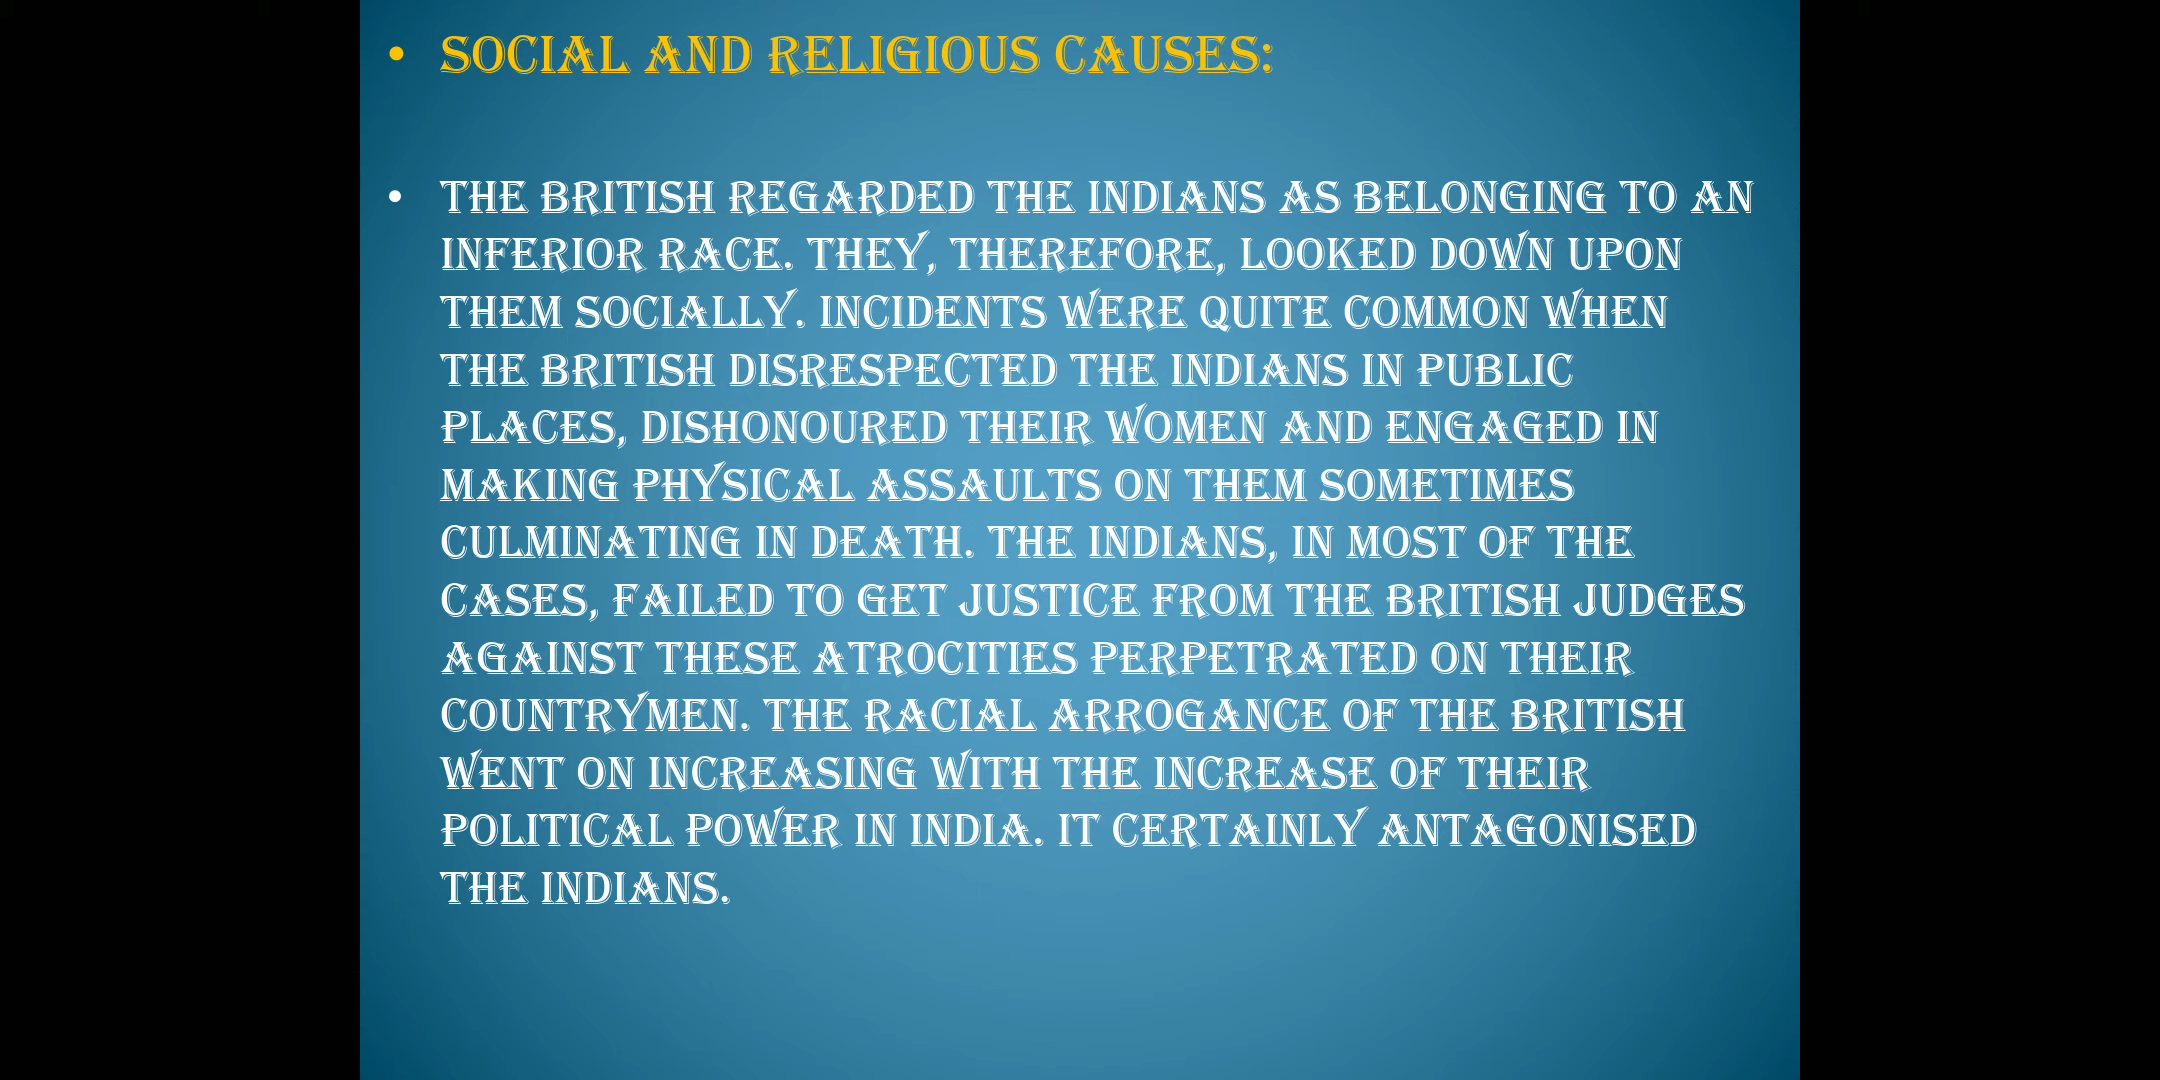 • SOCIAL AND RELIGIOUS CAUSES:
• THE BRITISH REGARDED THE INDIANS AS BELONGING TO AN
INFERIOR RACE. THEY, THEREFORE, LOOKED DOWN UPON
THEM SOCIALLY. INCIDENTS WERE QUITE COMMON WHEN
THE BRITISH DISRESPECTED THE INDIANS IN PUBLIC
PLACES, DISHONOURED THEIR WOMEN AND ENGAGED IN
MAKING PHYSICAL ASSAULTS ON THEM SOMETIMES
CULMINATING IN DEATH. THE INDIANS, IN MOST OF THE
CASES, FAILED TO GET JUSTICE FROM THE BRITISH JUDGES
AGAINST THESE ATROCITIES PERPETRATED ON THEIR
COUNTRYMEN. THE RACIAL ARROGANCE OF THE BRITISH
WENT ON INCREASING WITH THE INCREASE OF THEIR
POLITICAL POWER IN INDIA. IT CERTAINLY ANTAGONISED
THE INDIANS.